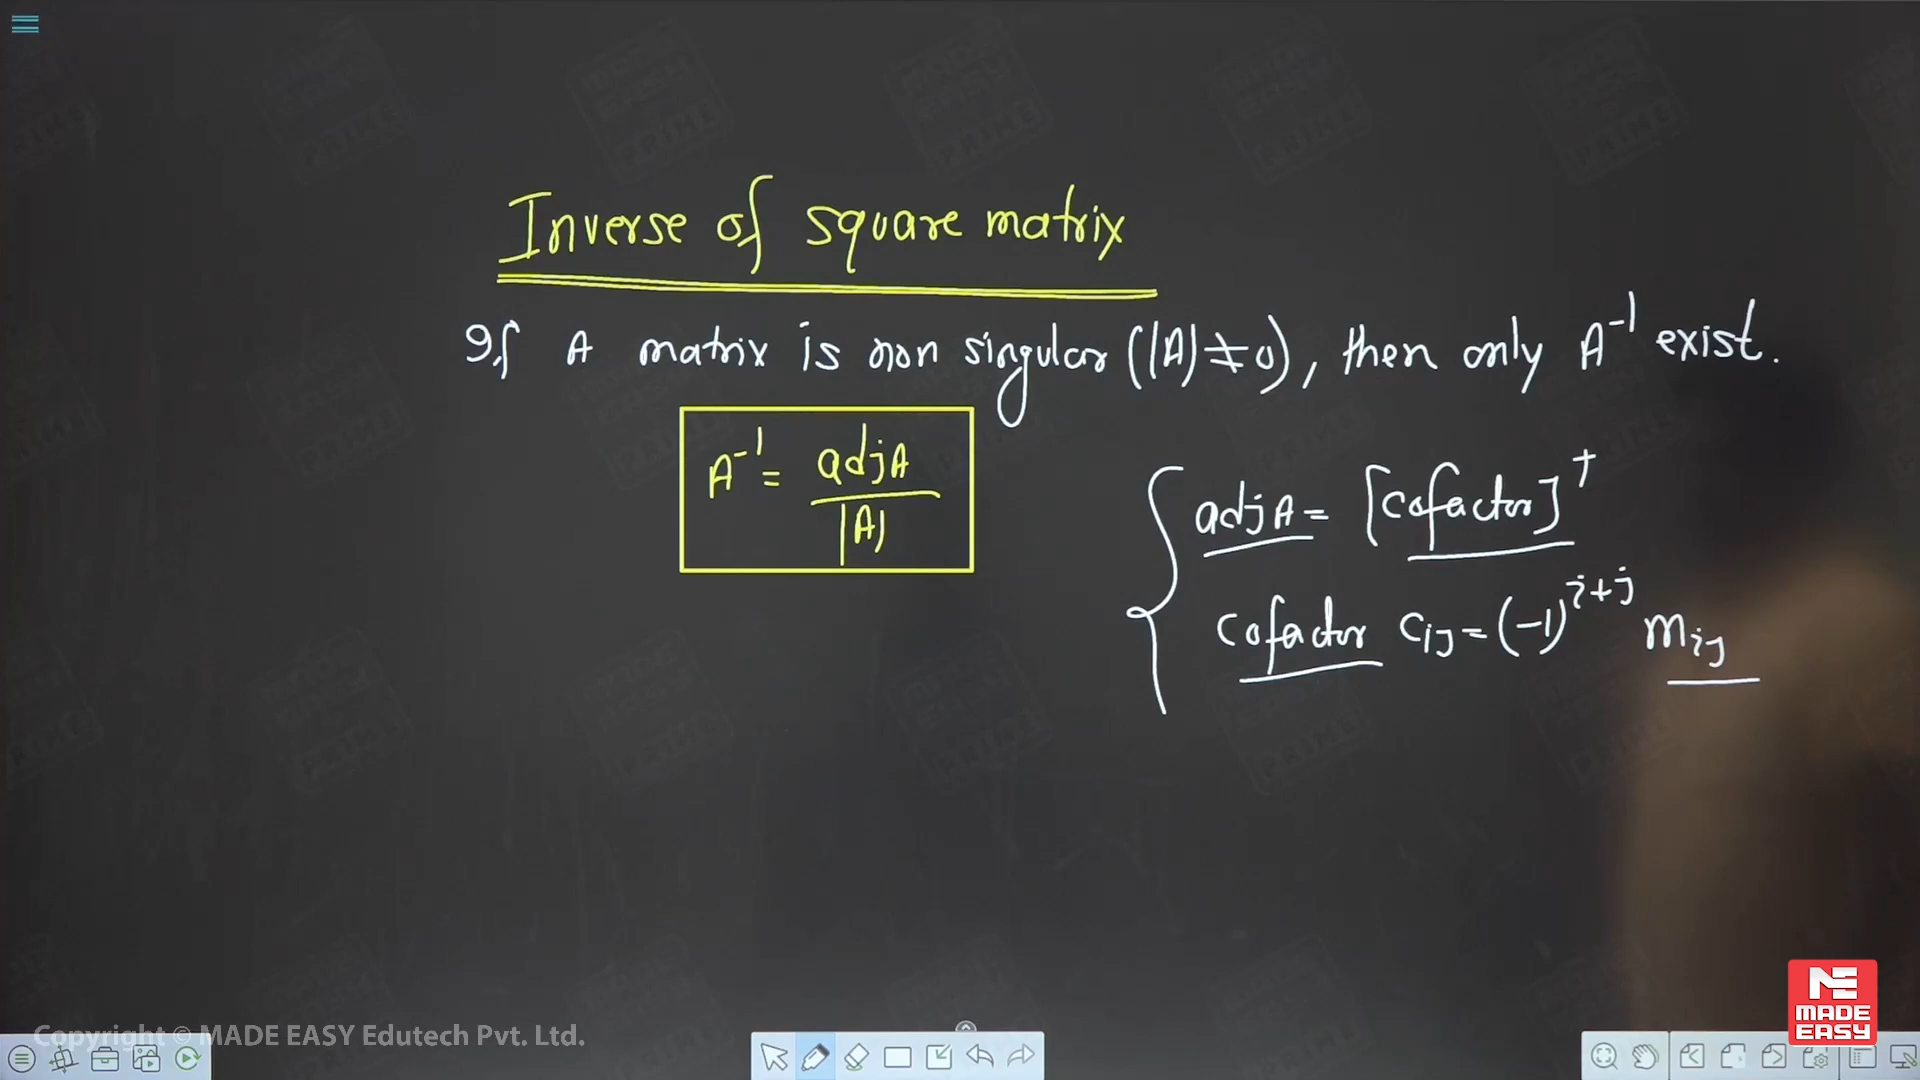 Inverse of square matrix
If A matrix is non singular (|A| ≠ 0), then only A⁻¹ exist.
A⁻¹ = adjA / |A|
adjA = [cofactor]ᵀ
cofactor cij = (-1)^(i+j) mij
Copyright © MADE EASY Edutech Pvt. Ltd.
MADE
EASY